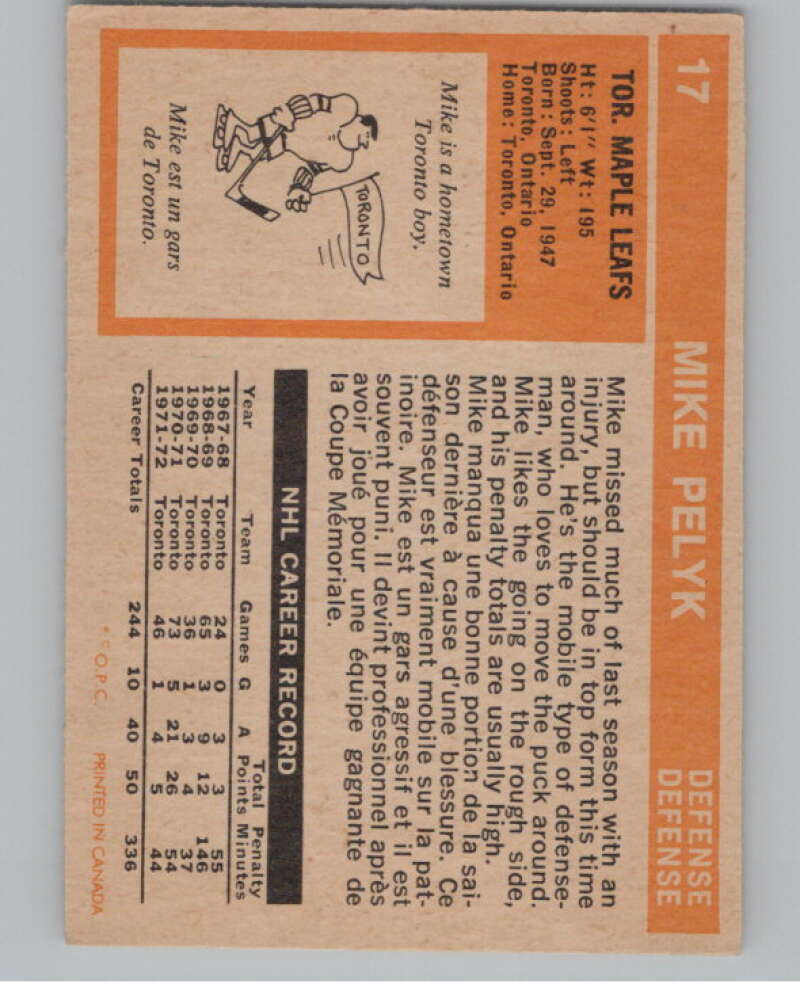 17
MIKE PELYK
DEFENSE
DEFENSE
TOR. MAPLE LEAFS
Ht: 6'1" Wt: 195
Shoots: Left
Born: Sept. 29, 1947
Toronto, Ontario
Home: Toronto, Ontario
Mike is a hometown
Toronto boy.
TORONTO
Mike est un gars
de Toronto.
Mike missed much of last season with an
injury, but should be in top form this time
around. He's the mobile type of defense-
man, who loves to move the puck around.
Mike likes the going on the rough side,
and his penalty totals are usually high.
Mike manqua une bonne portion de la sai-
son dernière à cause d'une blessure. Ce
défenseur est vraiment mobile sur la pat-
inoire. Mike est un gars agressif et il est
souvent puni. Il devint professionnel après
avoir joué pour une équipe gagnante de
la Coupe Mémoriale.
NHL CAREER RECORD
Total Penalty
Year Team Games G A Points Minutes
1967-68 Toronto 24 0 3 3 55
1968-69 Toronto 65 3 9 12 146
1969-70 Toronto 36 1 3 4 37
1970-71 Toronto 73 5 21 26 54
1971-72 Toronto 46 1 4 5 44
Career Totals 244 10 40 50 336
O.P.C. PRINTED IN CANADA